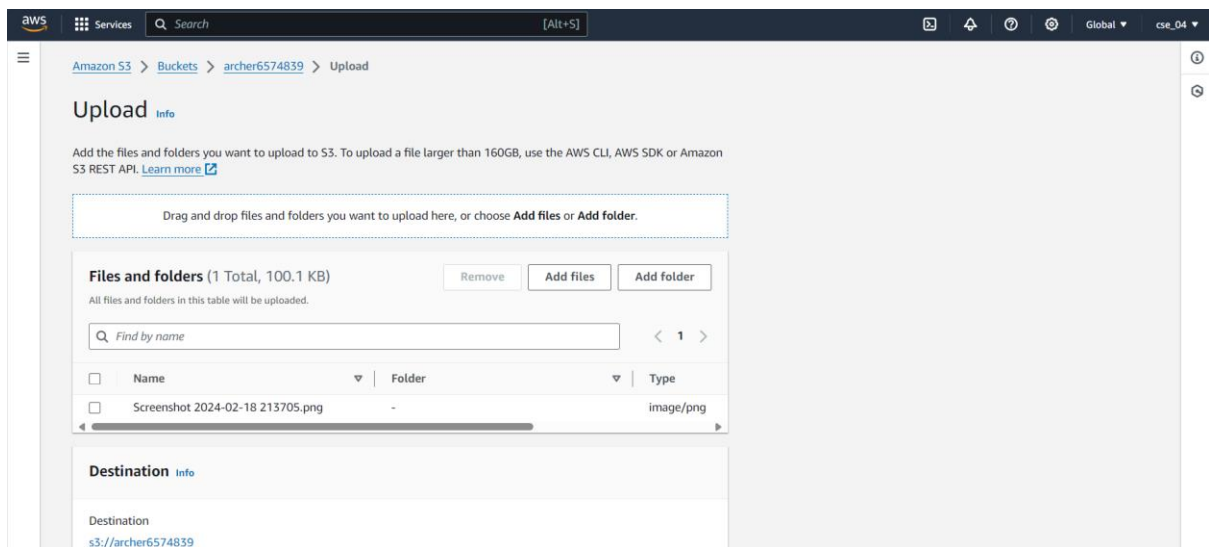 aws Services Search [Alt+S] Global cse_04
Amazon S3 > Buckets > archer6574839 > Upload
Upload Info
Add the files and folders you want to upload to S3. To upload a file larger than 160GB, use the AWS CLI, AWS SDK or Amazon
S3 REST API. Learn more
Drag and drop files and folders you want to upload here, or choose Add files or Add folder.
Files and folders (1 Total, 100.1 KB) Remove Add files Add folder
All files and folders in this table will be uploaded.
Find by name < 1 >
Name Folder Type
Screenshot 2024-02-18 213705.png - image/png
Destination Info
Destination
s3://archer6574839